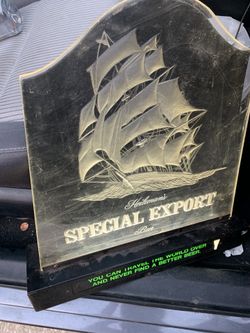 Heileman's
SPECIAL EXPORT
Beer
YOU CAN TRAVEL THE WORLD OVER
AND NEVER FIND A BETTER BEER.